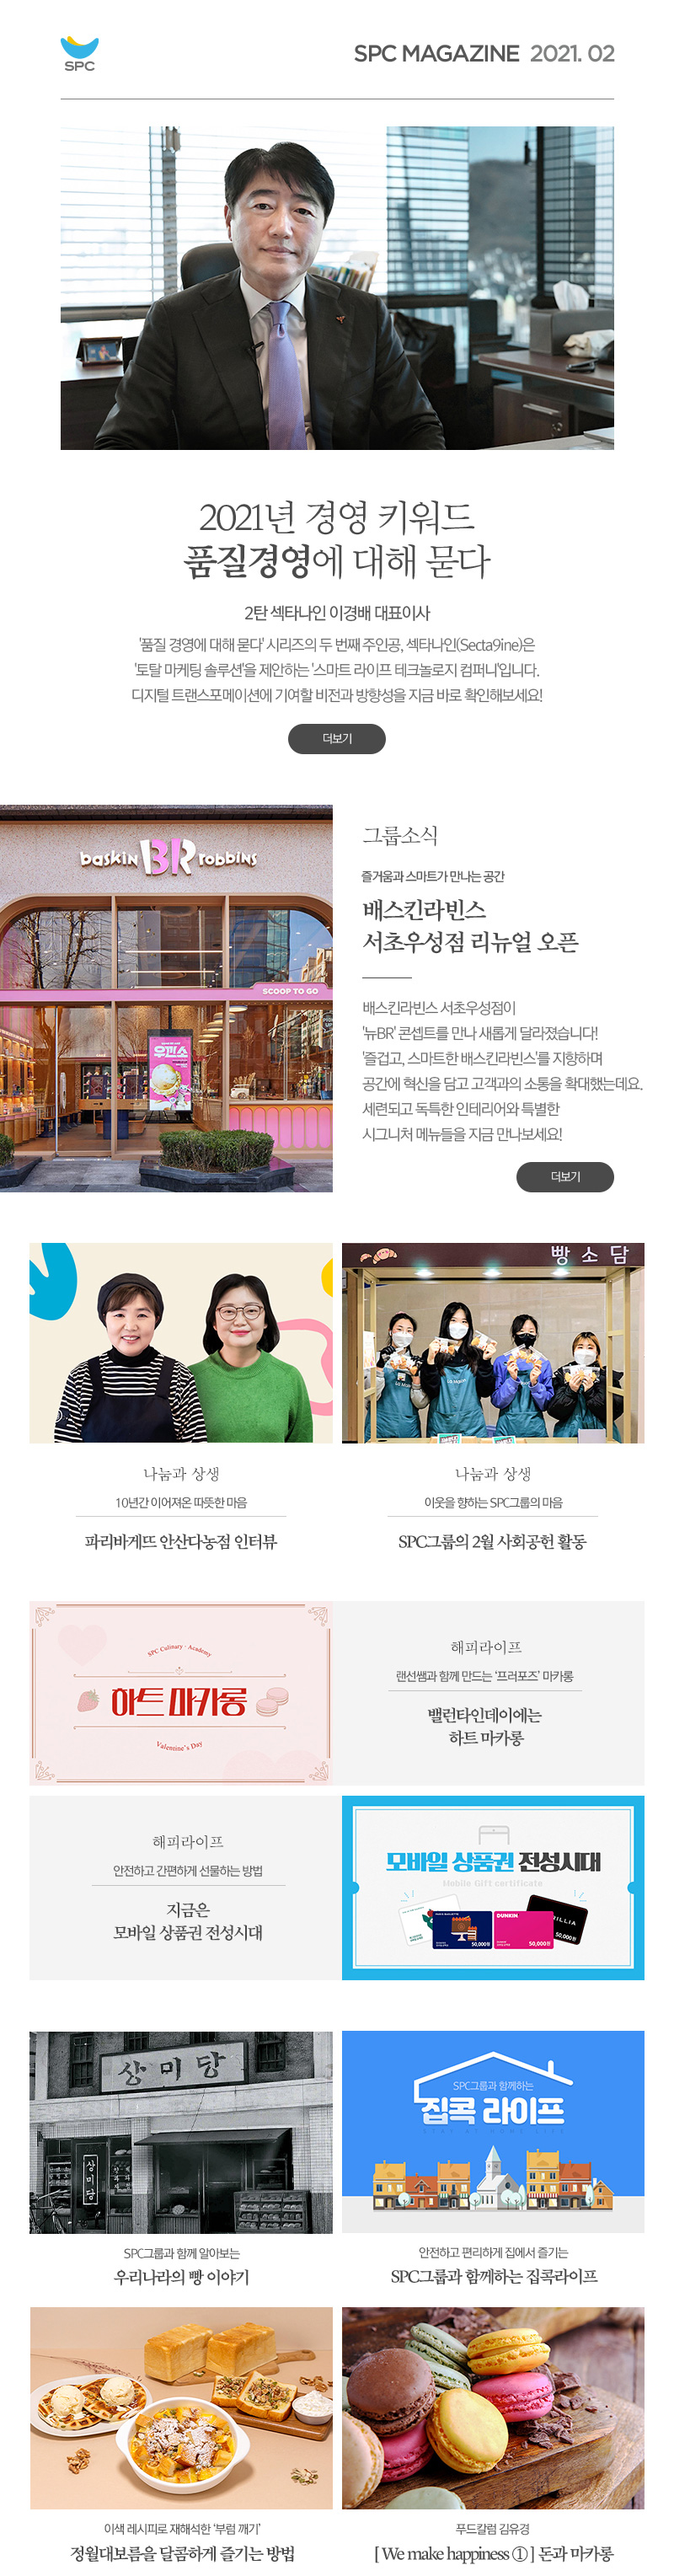 SPC
SPC MAGAZINE 2021. 02
2021년 경영 키워드
품질경영에 대해 묻다
2탄 섹타나인 이경배 대표이사
'품질 경영에 대해 묻다' 시리즈의 두 번째 주인공, 섹타나인(Secta9ine)은
'토탈 마케팅 솔루션'을 제안하는 '스마트 라이프 테크놀로지 컴퍼니'입니다.
디지털 트랜스포메이션에 기여할 비전과 방향성을 지금 바로 확인해보세요!
더보기
baskin BR robbins
SCOOP TO GO
우낀소
그룹소식
즐거움과 스마트가 만나는 공간
배스킨라빈스
서초우성점 리뉴얼 오픈
배스킨라빈스 서초우성점이
'뉴BR' 콘셉트를 만나 새롭게 달라졌습니다!
'즐겁고, 스마트한 배스킨라빈스'를 지향하며
공간에 혁신을 담고 고객과의 소통을 확대했는데요.
세련되고 독특한 인테리어와 특별한
시그니처 메뉴들을 지금 만나보세요!
더보기
빵 소 담
나눔과 상생
10년간 이어져온 따뜻한 마음
파리바게뜨 안산다농점 인터뷰
나눔과 상생
이웃을 향하는 SPC그룹의 마음
SPC그룹의 2월 사회공헌 활동
SPC Culinary · Academy
하트 마카롱
Valentine's Day
해피라이프
랜선쌤과 함께 만드는 '프러포즈' 마카롱
밸런타인데이에는
하트 마카롱
해피라이프
안전하고 간편하게 선물하는 방법
지금은
모바일 상품권 전성시대
모바일 상품권 전성시대
Mobile Gift certificate
DUNKIN
50,000원
50,000원
상미당
상미당
SPC그룹과 함께 알아보는
우리나라의 빵 이야기
SPC그룹과 함께하는
집콕 라이프
안전하고 편리하게 집에서 즐기는
SPC그룹과 함께하는 집콕라이프
이색 레시피로 재해석한 '부럼 깨기'
정월대보름을 달콤하게 즐기는 방법
푸드칼럼 김유경
[ We make happiness ① ] 돈과 마카롱